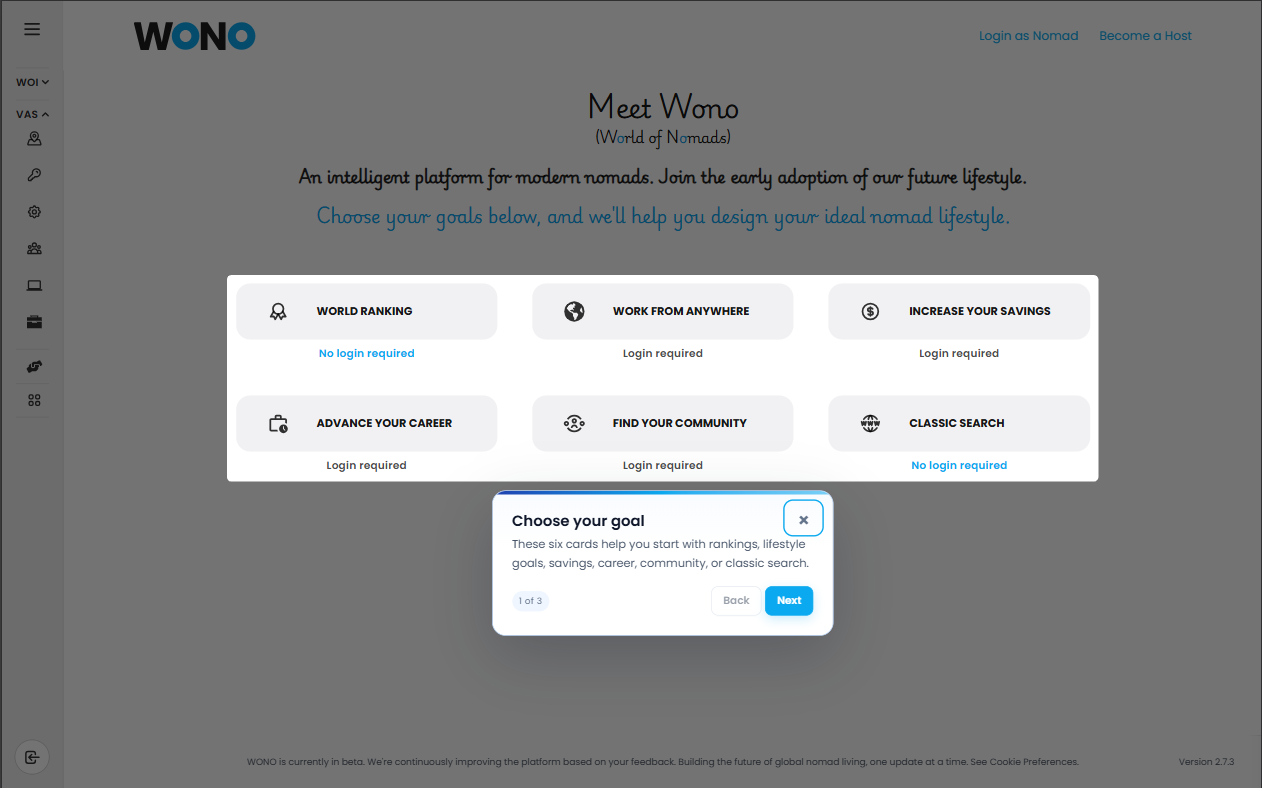 WONO
Login as Nomad
Become a Host
WOI
VAS
Meet Wono
(World of Nomads)
An intelligent platform for modern nomads. Join the early adoption of our future lifestyle.
Choose your goals below, and we'll help you design your ideal nomad lifestyle.
WORLD RANKING
No login required
WORK FROM ANYWHERE
Login required
INCREASE YOUR SAVINGS
Login required
ADVANCE YOUR CAREER
Login required
FIND YOUR COMMUNITY
Login required
WWW
CLASSIC SEARCH
No login required
Choose your goal
These six cards help you start with rankings, lifestyle
goals, savings, career, community, or classic search.
1 of 3
Back
Next
WONO is currently in beta. We're continuously improving the platform based on your feedback. Building the future of global nomad living, one update at a time. See Cookie Preferences.
Version 2.7.3